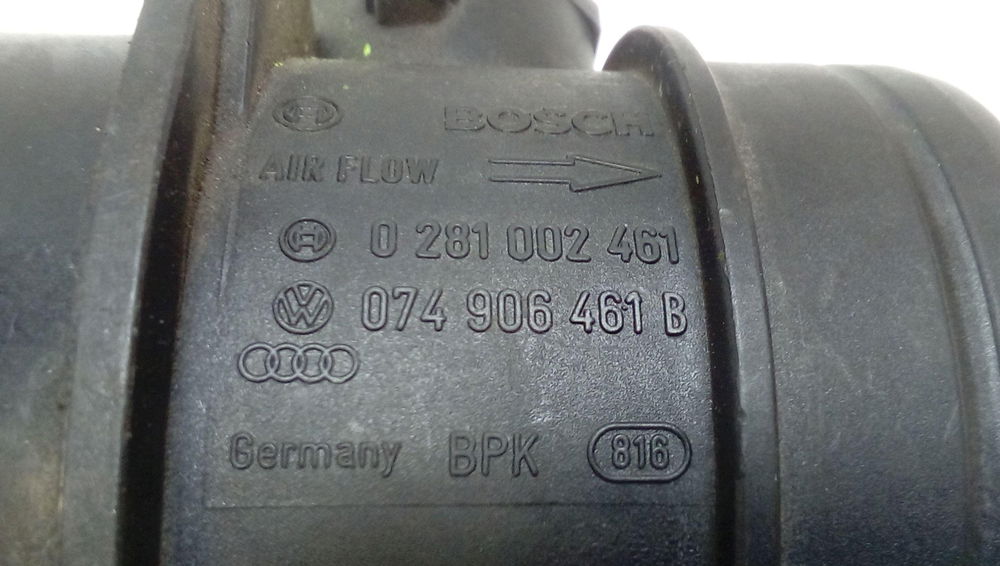 BOSCH
AIR FLOW
0 281 002 461
074 906 461 B
Germany BPK 816